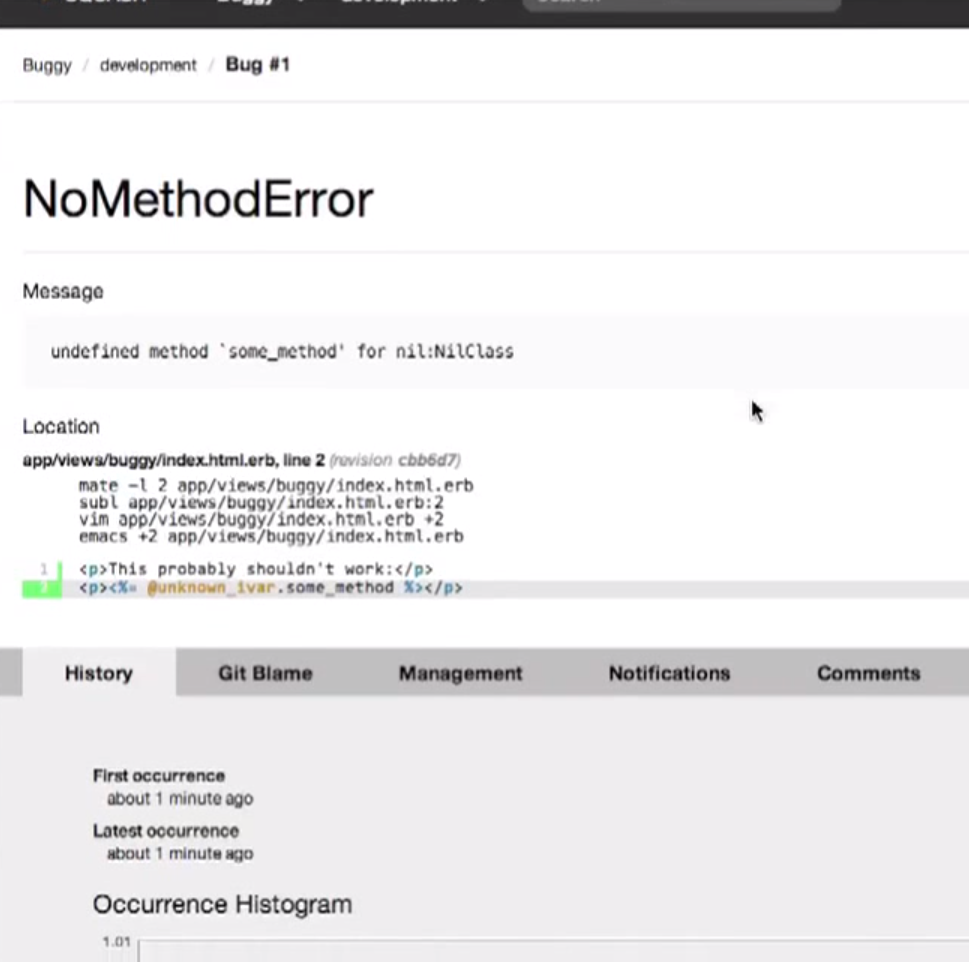 Buggy / development / Bug #1
NoMethodError
Message
undefined method `some_method' for nil:NilClass
Location
app/views/buggy/index.html.erb, line 2 (revision cbb6d7)
mate -l 2 app/views/buggy/index.html.erb
subl app/views/buggy/index.html.erb:2
vim app/views/buggy/index.html.erb +2
emacs +2 app/views/buggy/index.html.erb
1 <p>This probably shouldn't work:</p>
2 <p><%= @unknown_ivar.some_method %></p>
History Git Blame Management Notifications Comments
First occurrence
about 1 minute ago
Latest occurrence
about 1 minute ago
Occurrence Histogram
1.01